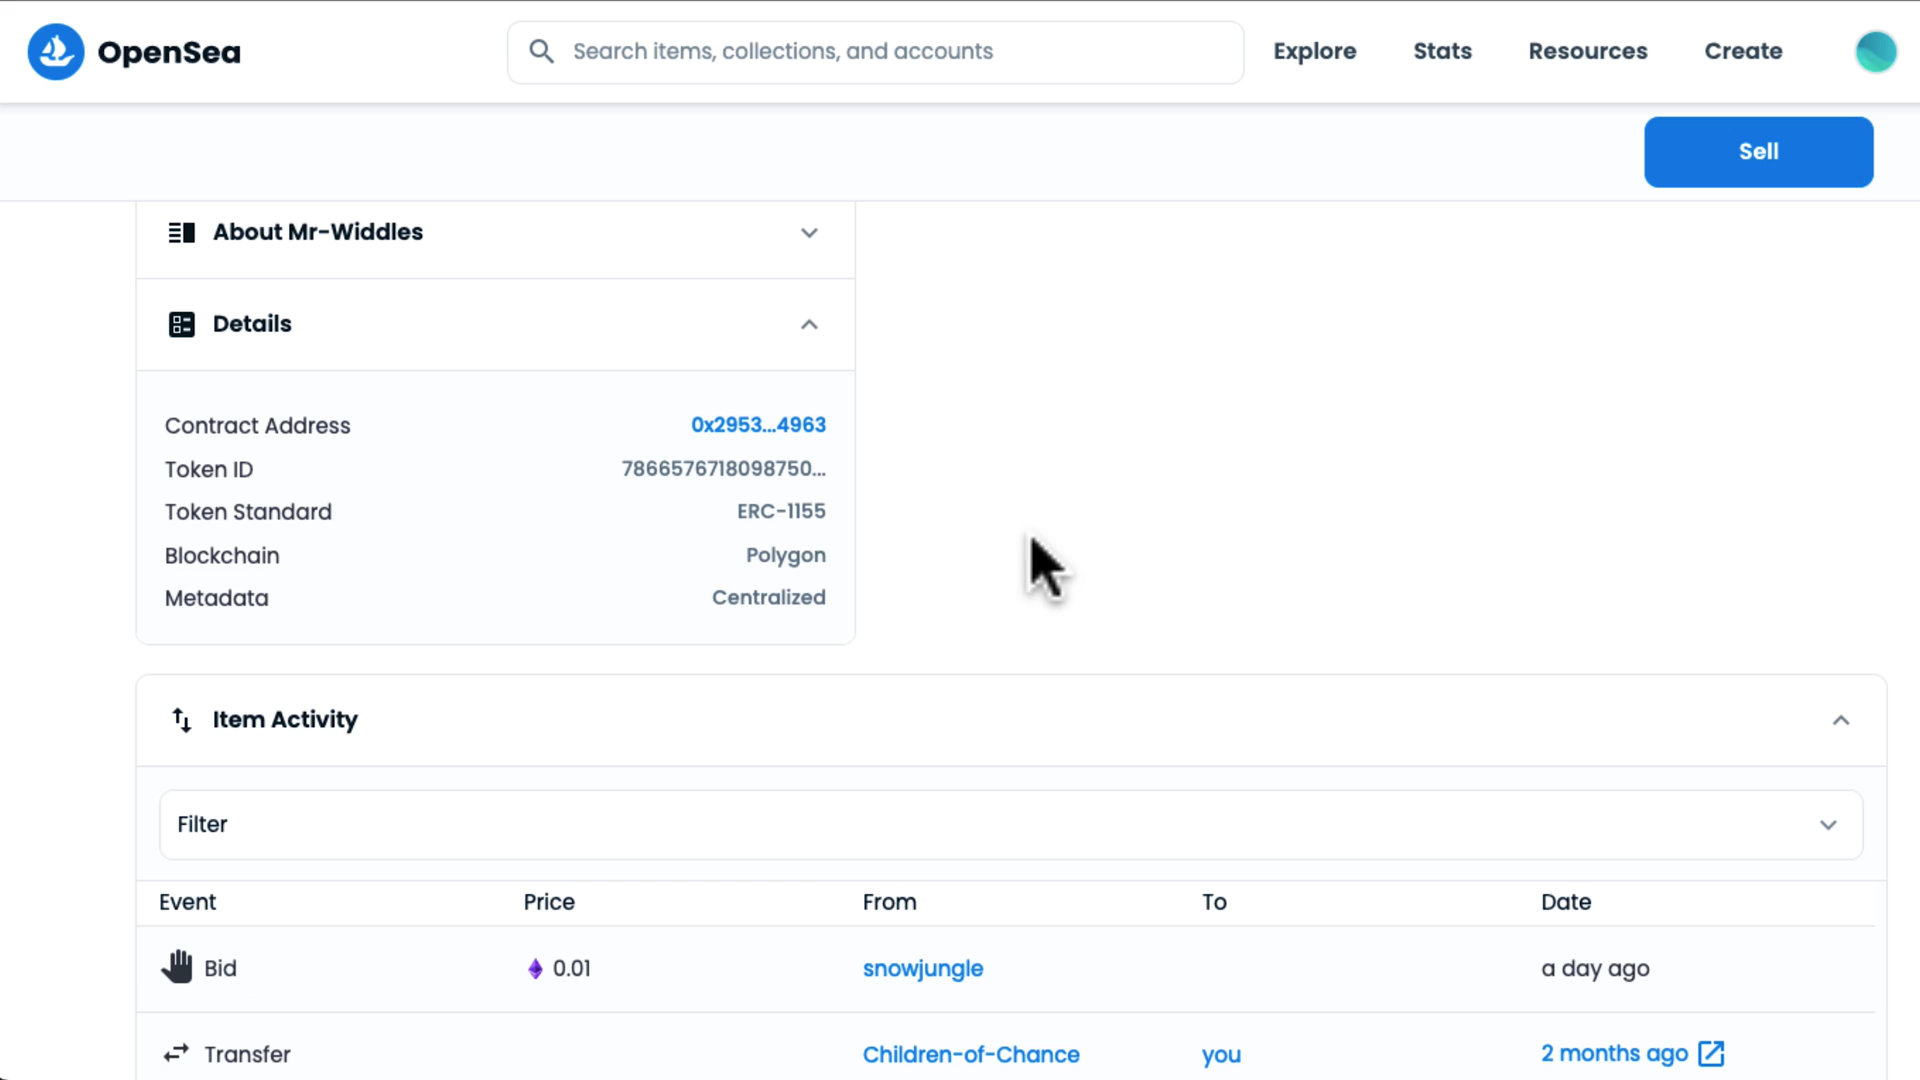 OpenSea
Search items, collections, and accounts
Explore
Stats
Resources
Create
Sell
About Mr-Widdles
Details
Contract Address 0x2953...4963
Token ID 7866576718098750...
Token Standard ERC-1155
Blockchain Polygon
Metadata Centralized
Item Activity
Filter
Event Price From To Date
Bid 0.01 snowjungle a day ago
Transfer Children-of-Chance you 2 months ago